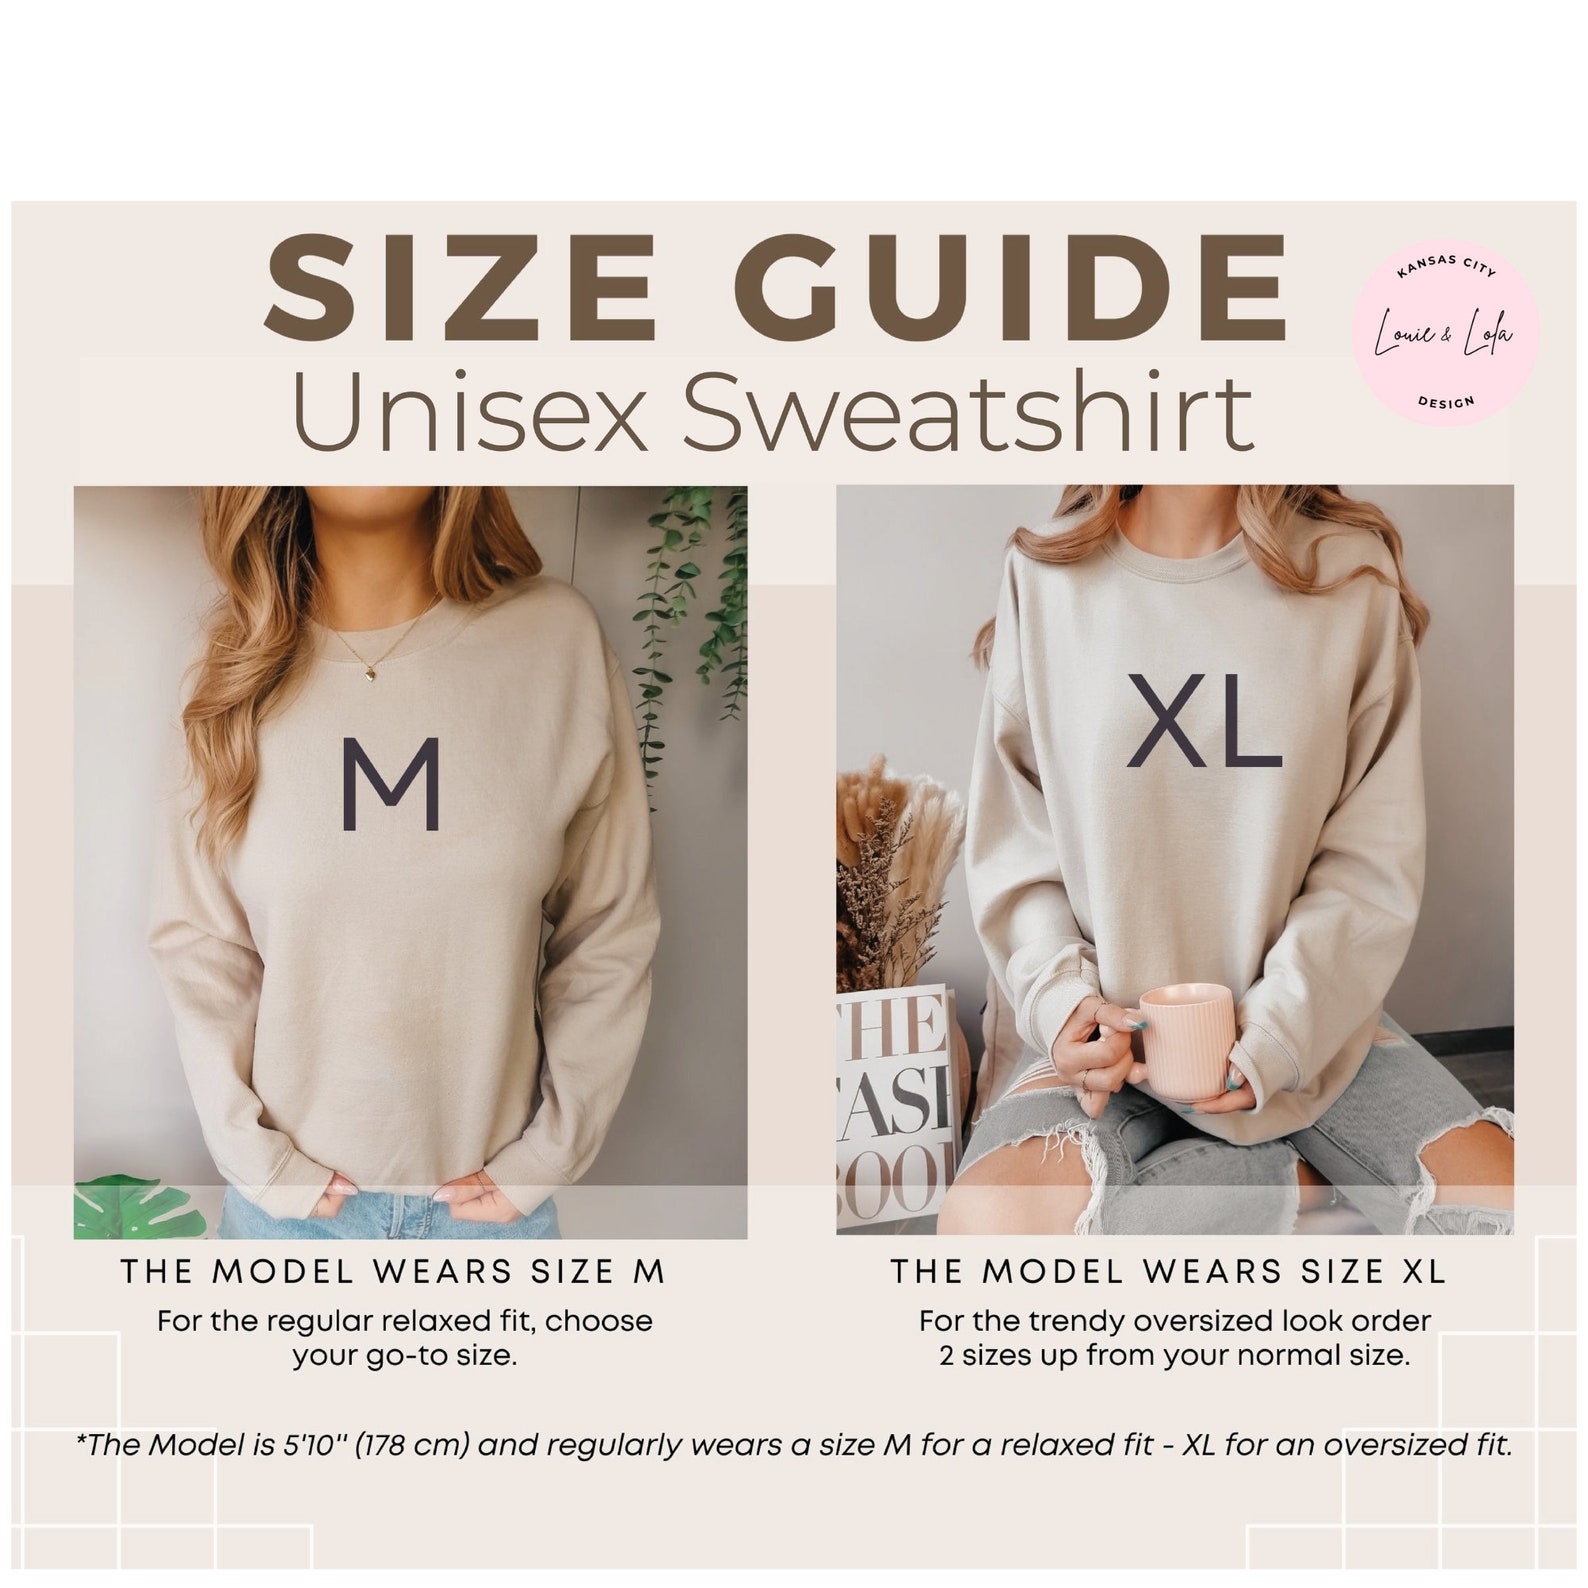 SIZE GUIDE
Unisex Sweatshirt
KANSAS CITY
Louie & Lola
DESIGN
M
XL
THE MODEL WEARS SIZE M
For the regular relaxed fit, choose
your go-to size.
THE MODEL WEARS SIZE XL
For the trendy oversized look order
2 sizes up from your normal size.
*The Model is 5'10'' (178 cm) and regularly wears a size M for a relaxed fit - XL for an oversized fit.